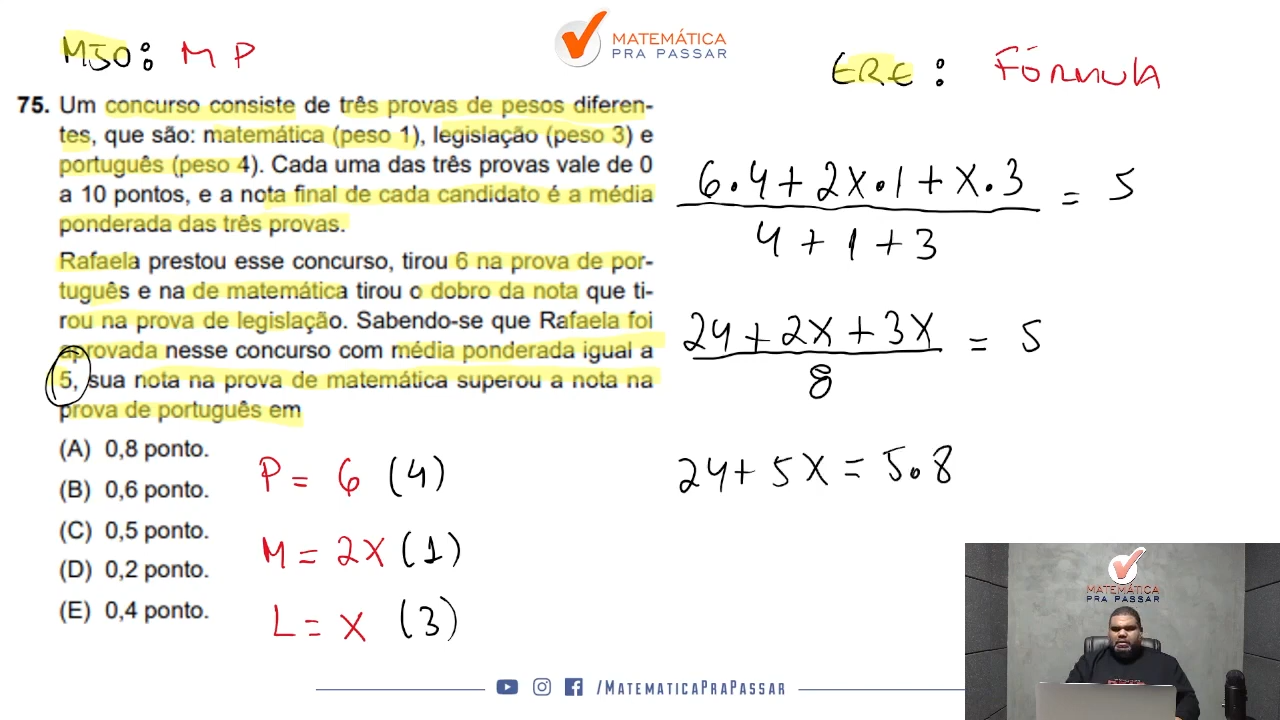 MJO: MP
MATEMÁTICA
PRA PASSAR
ERE: FÓRMULA
75. Um concurso consiste de três provas de pesos diferen-
tes, que são: matemática (peso 1), legislação (peso 3) e
português (peso 4). Cada uma das três provas vale de 0
a 10 pontos, e a nota final de cada candidato é a média
ponderada das três provas.
Rafaela prestou esse concurso, tirou 6 na prova de por-
tuguês e na de matemática tirou o dobro da nota que ti-
rou na prova de legislação. Sabendo-se que Rafaela foi
aprovada nesse concurso com média ponderada igual a
5, sua nota na prova de matemática superou a nota na
prova de português em
(A) 0,8 ponto.
(B) 0,6 ponto.
(C) 0,5 ponto.
(D) 0,2 ponto.
(E) 0,4 ponto.
P = 6 (4)
M = 2X (1)
L = X (3)
6.4 + 2X.1 + X.3 = 5
4 + 1 + 3
24 + 2X + 3X = 5
8
24 + 5X = 5.8
MATEMÁTICA
PRA PASSAR
/MATEMATICAPRAPASSAR